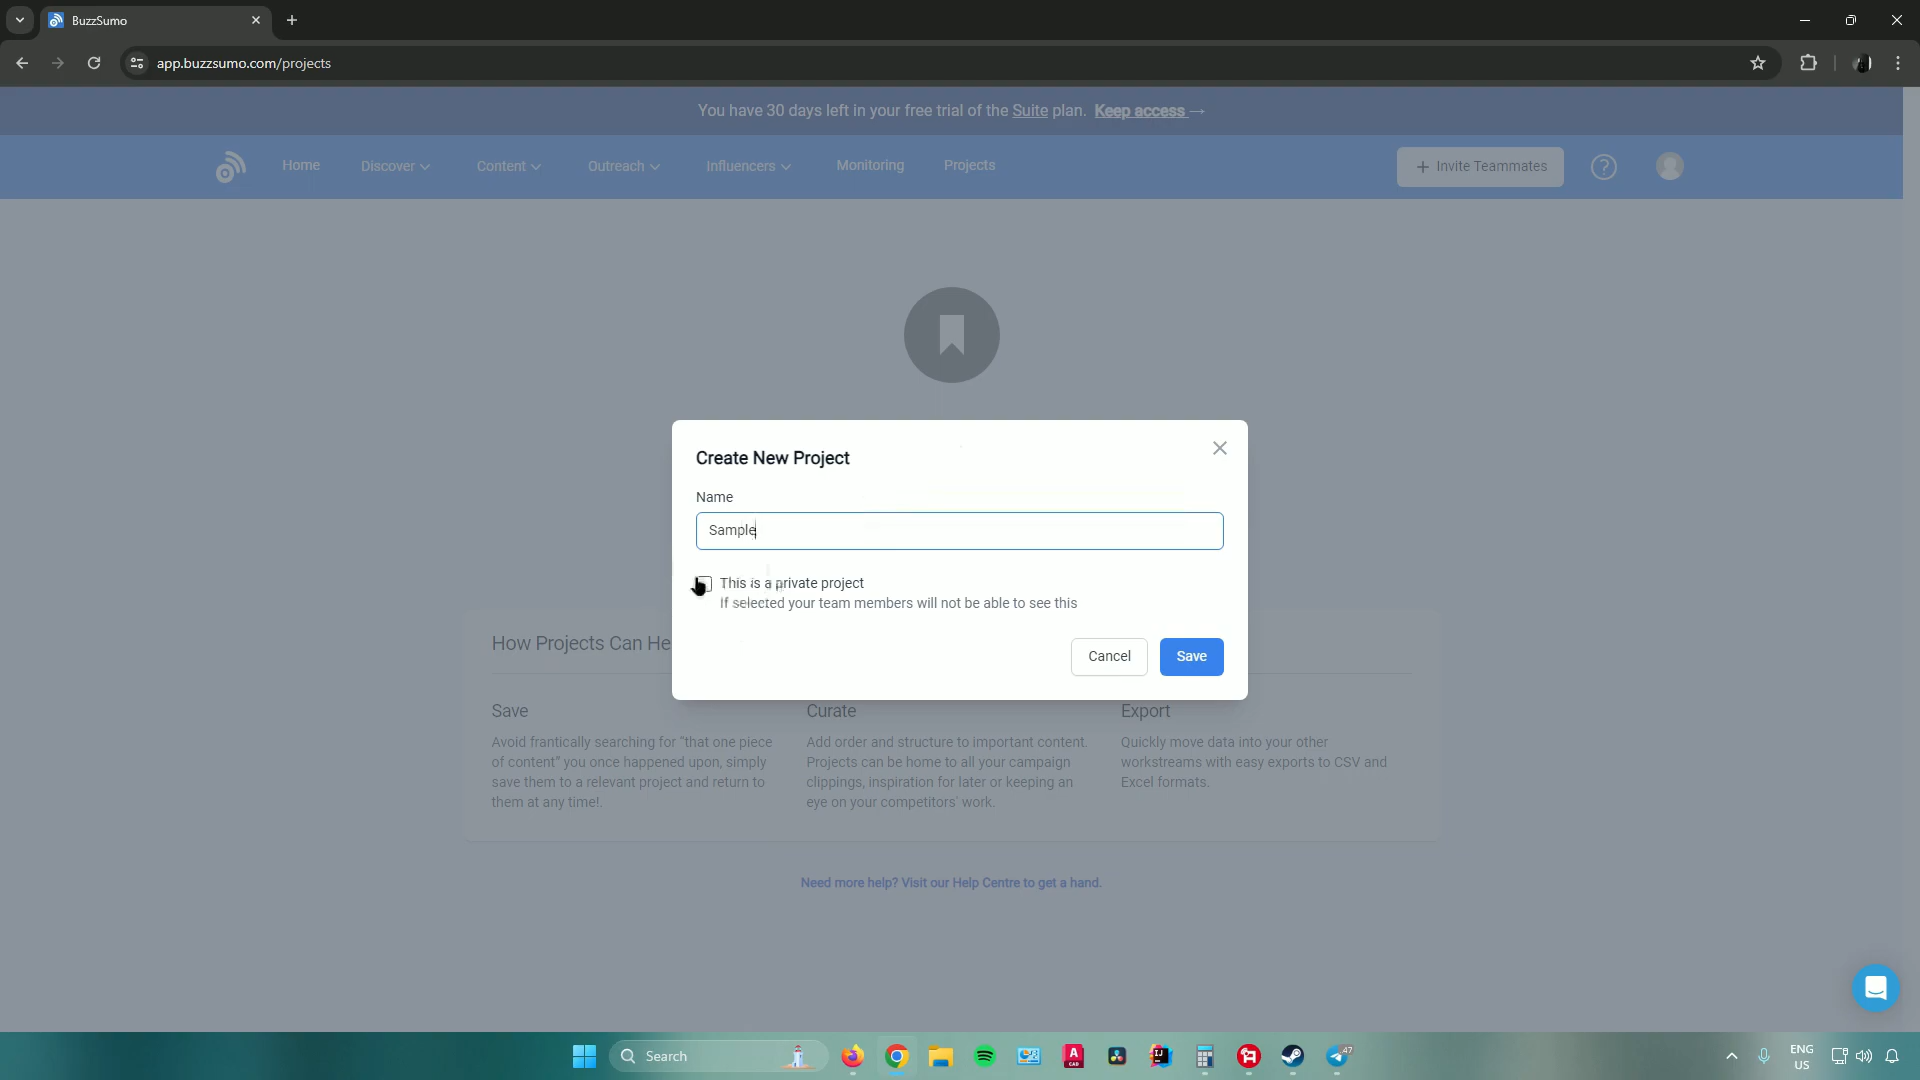 BuzzSumo
app.buzzsumo.com/projects
You have 30 days left in your free trial of the Suite plan. Keep access →
Home Discover Content Outreach Influencers Monitoring Projects + Invite Teammates
Create New Project
Name
Sample
This is a private project
If selected your team members will not be able to see this
Cancel Save
How Projects Can He
Save
Avoid frantically searching for “that one piece
of content” you once happened upon, simply
save them to a relevant project and return to
them at any time!.
Curate
Add order and structure to important content.
Projects can be home to all your campaign
clippings, inspiration for later or keeping an
eye on your competitors' work.
Export
Quickly move data into your other
workstreams with easy exports to CSV and
Excel formats.
Need more help? Visit our Help Centre to get a hand.
Search
47
ENG
US